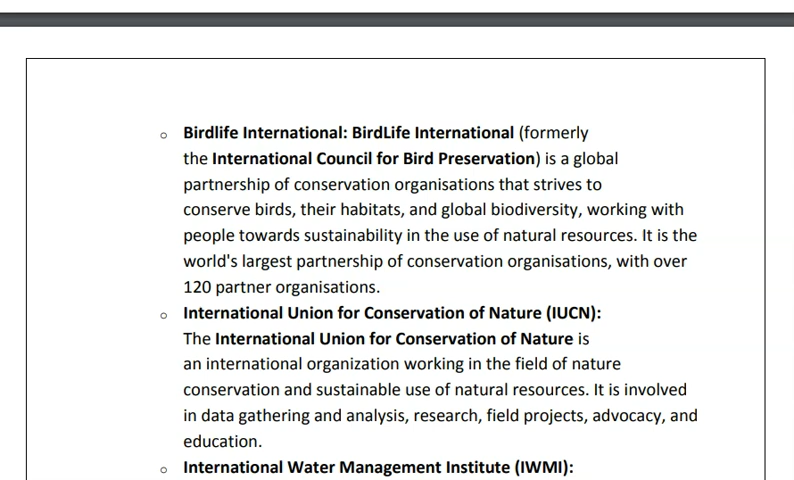 o Birdlife International: BirdLife International (formerly
the International Council for Bird Preservation) is a global
partnership of conservation organisations that strives to
conserve birds, their habitats, and global biodiversity, working with
people towards sustainability in the use of natural resources. It is the
world's largest partnership of conservation organisations, with over
120 partner organisations.
o International Union for Conservation of Nature (IUCN):
The International Union for Conservation of Nature is
an international organization working in the field of nature
conservation and sustainable use of natural resources. It is involved
in data gathering and analysis, research, field projects, advocacy, and
education.
o International Water Management Institute (IWMI):